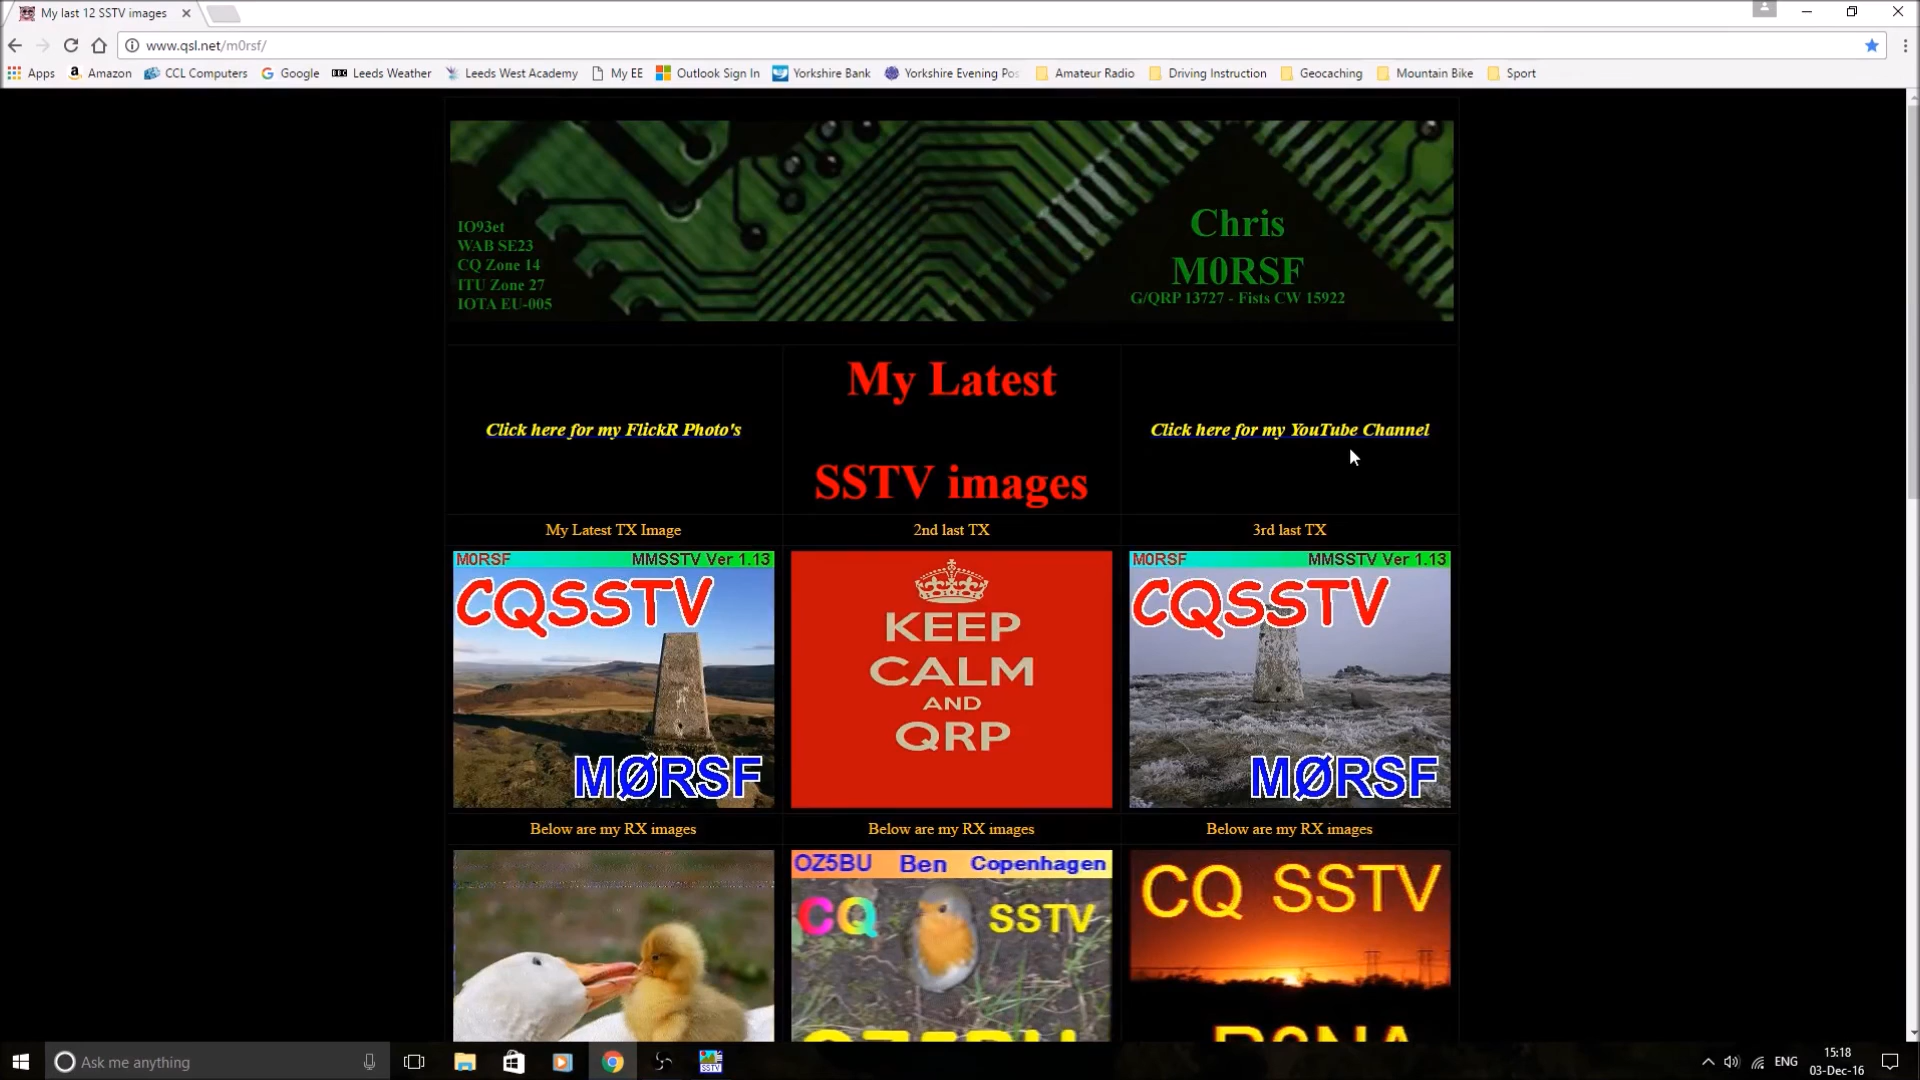 My last 12 SSTV images
www.qsl.net/m0rsf/
Apps
Amazon
CCL Computers
Google
BBC
Leeds Weather
Leeds West Academy
My EE
Outlook Sign In
Yorkshire Bank
Yorkshire Evening Pos
Amateur Radio
Driving Instruction
Geocaching
Mountain Bike
Sport
IO93et
WAB SE23
CQ Zone 14
ITU Zone 27
IOTA EU-005
Chris
M0RSF
G/QRP 13727 - Fists CW 15922
Click here for my FlickR Photo's
My Latest
SSTV images
Click here for my YouTube Channel
My Latest TX Image
2nd last TX
3rd last TX
M0RSF MMSSTV Ver 1.13
CQSSTV
MØRSF
KEEP
CALM
AND
QRP
M0RSF MMSSTV Ver 1.13
CQSSTV
MØRSF
Below are my RX images
Below are my RX images
Below are my RX images
OZ5BU Ben Copenhagen
CQ SSTV
OZ5BU
CQ SSTV
Ask me anything
SSTV
ENG
15:18
03-Dec-16